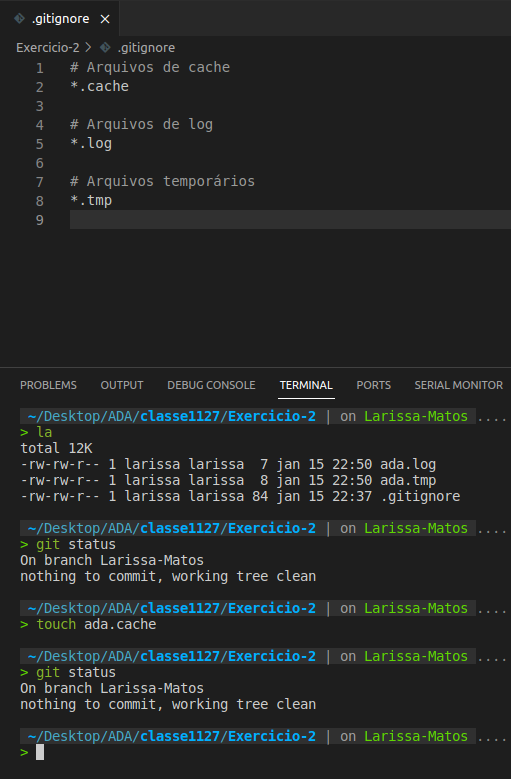 .gitignore ×
Exercicio-2 > .gitignore
1 # Arquivos de cache
2 *.cache
3
4 # Arquivos de log
5 *.log
6
7 # Arquivos temporários
8 *.tmp
9
PROBLEMS OUTPUT DEBUG CONSOLE TERMINAL PORTS SERIAL MONITOR
~/Desktop/ADA/classe1127/Exercicio-2 | on Larissa-Matos ....
> la
total 12K
-rw-rw-r-- 1 larissa larissa  7 jan 15 22:50 ada.log
-rw-rw-r-- 1 larissa larissa  8 jan 15 22:50 ada.tmp
-rw-rw-r-- 1 larissa larissa 84 jan 15 22:37 .gitignore
~/Desktop/ADA/classe1127/Exercicio-2 | on Larissa-Matos ....
> git status
On branch Larissa-Matos
nothing to commit, working tree clean
~/Desktop/ADA/classe1127/Exercicio-2 | on Larissa-Matos ....
> touch ada.cache
~/Desktop/ADA/classe1127/Exercicio-2 | on Larissa-Matos ....
> git status
On branch Larissa-Matos
nothing to commit, working tree clean
~/Desktop/ADA/classe1127/Exercicio-2 | on Larissa-Matos ....
>